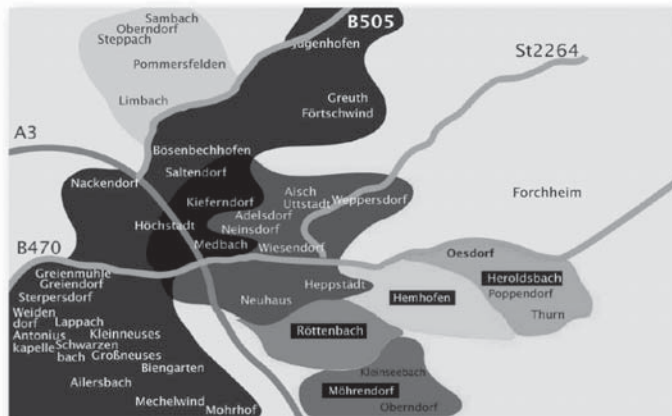 Sambach
Oberndorf
Steppach
Pommersfelden
Limbach
B505
Jugenhofen
St2264
Greuth
Förtschwind
A3
Bösenbechhofen
Saltendorf
Nackendorf
Kieferndorf
Aisch
Uttstadt
Weppersdorf
Forchheim
Höchstadt
Adelsdorf
Neinsdorf
Medbach
Wiesendorf
B470
Oesdorf
Greienmühle
Greiendorf
Sterpersdorf
Heppstädt
Heroldsbach
Poppendorf
Neuhaus
Hemhofen
Thurn
Weiden
dorf
Lappach
Antonius
kapelle
Kleinneuses
Schwarzen
bach
Großneuses
Röttenbach
Biengarten
Ailersbach
Kleinseebach
Möhrendorf
Mechelwind
Mohrhof
Oberndorf